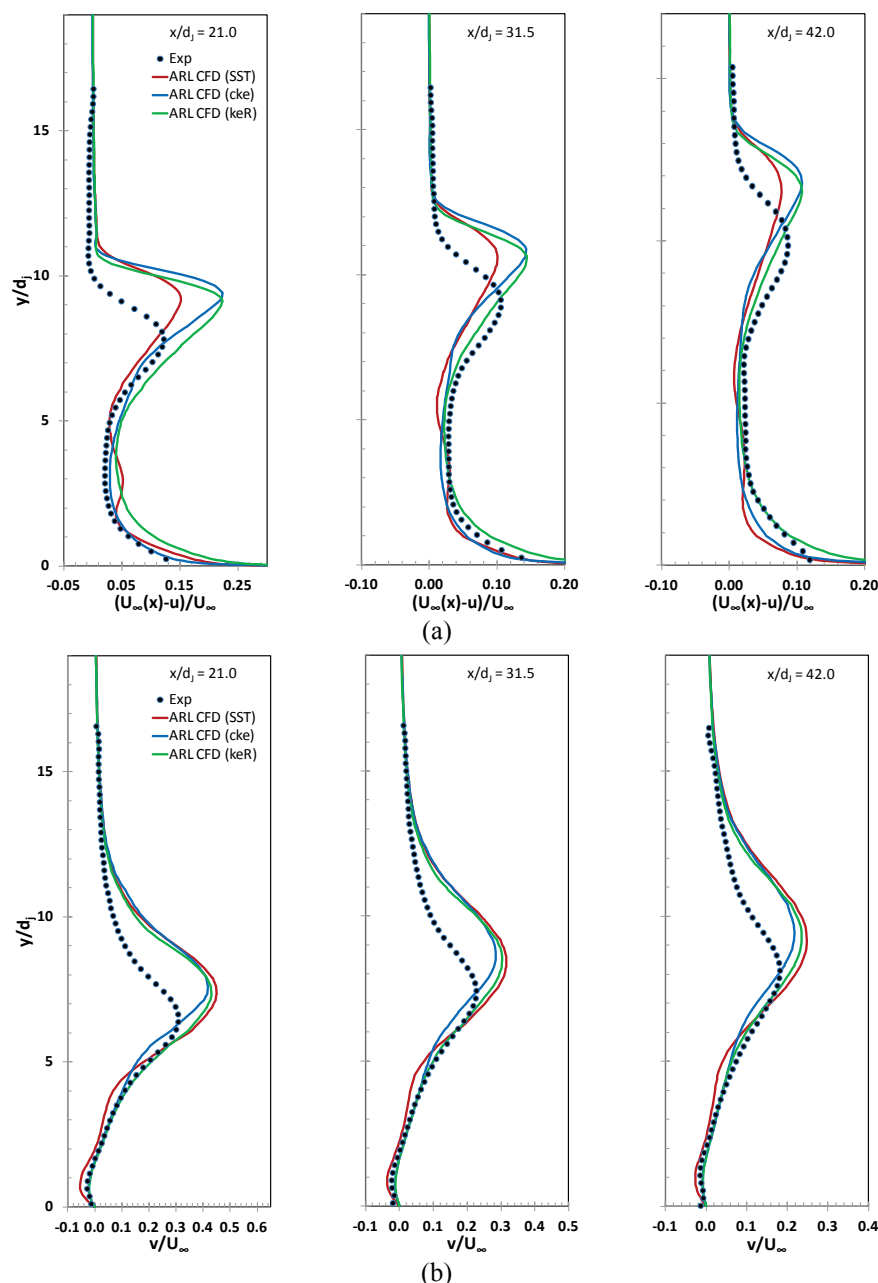 x/dj = 21.0
Exp
ARL CFD (SST)
ARL CFD (cke)
ARL CFD (keR)
15
10
5
0
y/dj
-0.05 0.05 0.15 0.25
(U∞(x)-u)/U∞
x/dj = 31.5
-0.10 0.00 0.10 0.20
(U∞(x)-u)/U∞
x/dj = 42.0
-0.10 0.00 0.10 0.20
(U∞(x)-u)/U∞
(a)
x/dj = 21.0
Exp
ARL CFD (SST)
ARL CFD (cke)
ARL CFD (keR)
15
10
5
0
y/dj
-0.1 0.0 0.1 0.2 0.3 0.4 0.5 0.6
v/U∞
x/dj = 31.5
-0.1 0.0 0.1 0.2 0.3 0.4 0.5
v/U∞
x/dj = 42.0
-0.1 0.0 0.1 0.2 0.3 0.4
v/U∞
(b)